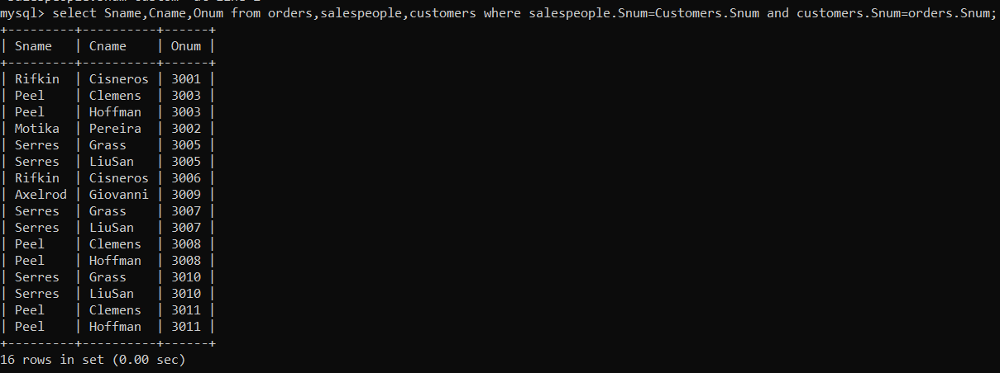 mysql> select Sname,Cname,Onum from orders,salespeople,customers where salespeople.Snum=Customers.Snum and customers.Snum=orders.Snum;
+---------+----------+------+
| Sname   | Cname    | Onum |
+---------+----------+------+
| Rifkin  | Cisneros | 3001 |
| Peel    | Clemens  | 3003 |
| Peel    | Hoffman  | 3003 |
| Motika  | Pereira  | 3002 |
| Serres  | Grass    | 3005 |
| Serres  | LiuSan   | 3005 |
| Rifkin  | Cisneros | 3006 |
| Axelrod | Giovanni | 3009 |
| Serres  | Grass    | 3007 |
| Serres  | LiuSan   | 3007 |
| Peel    | Clemens  | 3008 |
| Peel    | Hoffman  | 3008 |
| Serres  | Grass    | 3010 |
| Serres  | LiuSan   | 3010 |
| Peel    | Clemens  | 3011 |
| Peel    | Hoffman  | 3011 |
+---------+----------+------+
16 rows in set (0.00 sec)